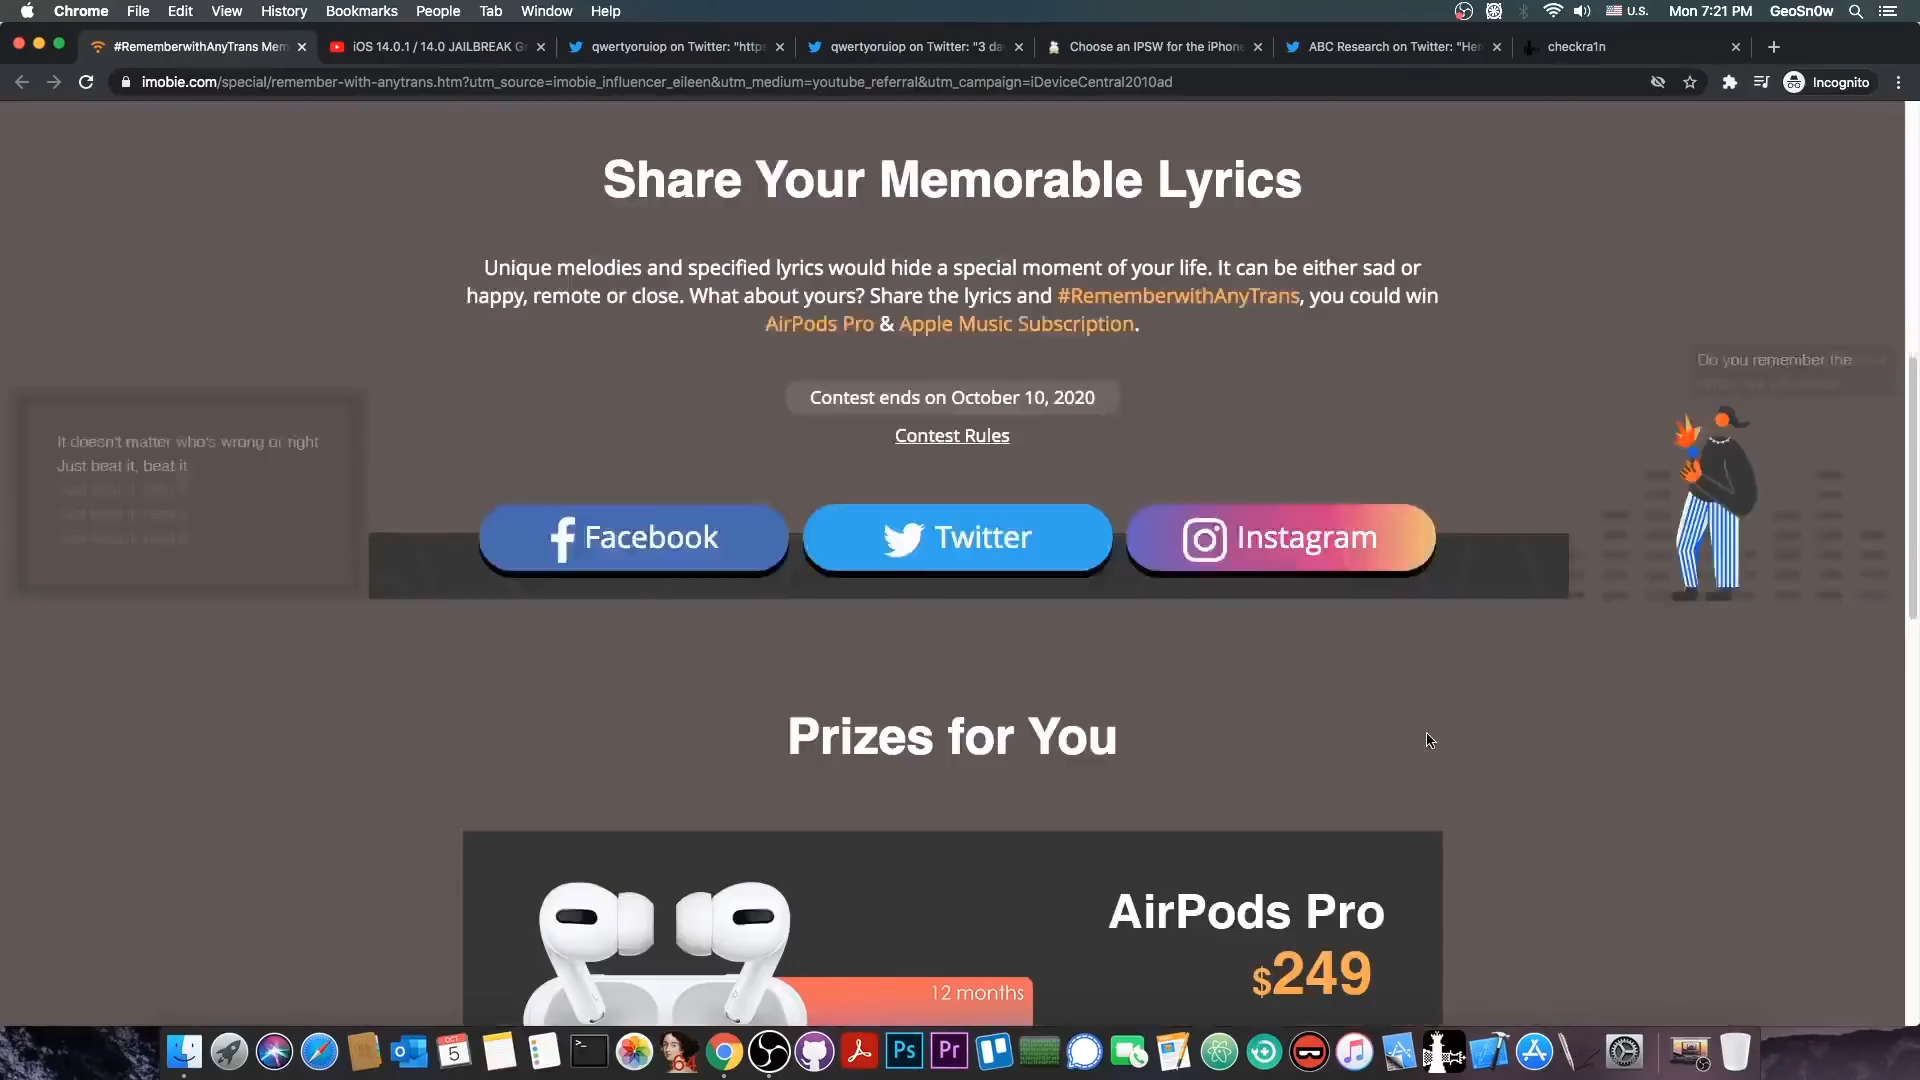 Chrome File Edit View History Bookmarks People Tab Window Help U.S. Mon 7:21 PM GeoSn0w
#RememberwithAnyTrans Mem iOS 14.0.1 / 14.0 JAILBREAK G qwertyoruiop on Twitter: "https qwertyoruiop on Twitter: "3 da Choose an IPSW for the iPhone ABC Research on Twitter: "Her checkra1n
imobie.com/special/remember-with-anytrans.htm?utm_source=imobie_influencer_eileen&utm_medium=youtube_referral&utm_campaign=iDeviceCentral2010ad Incognito
Share Your Memorable Lyrics
Unique melodies and specified lyrics would hide a special moment of your life. It can be either sad or
happy, remote or close. What about yours? Share the lyrics and #RememberwithAnyTrans, you could win
AirPods Pro & Apple Music Subscription.
Do you remember the
Contest ends on October 10, 2020
Contest Rules
It doesn't matter who's wrong or right
Just beat it, beat it
Facebook Twitter Instagram
Prizes for You
AirPods Pro
$249
12 months
OCT
5
64
Ps
Pr